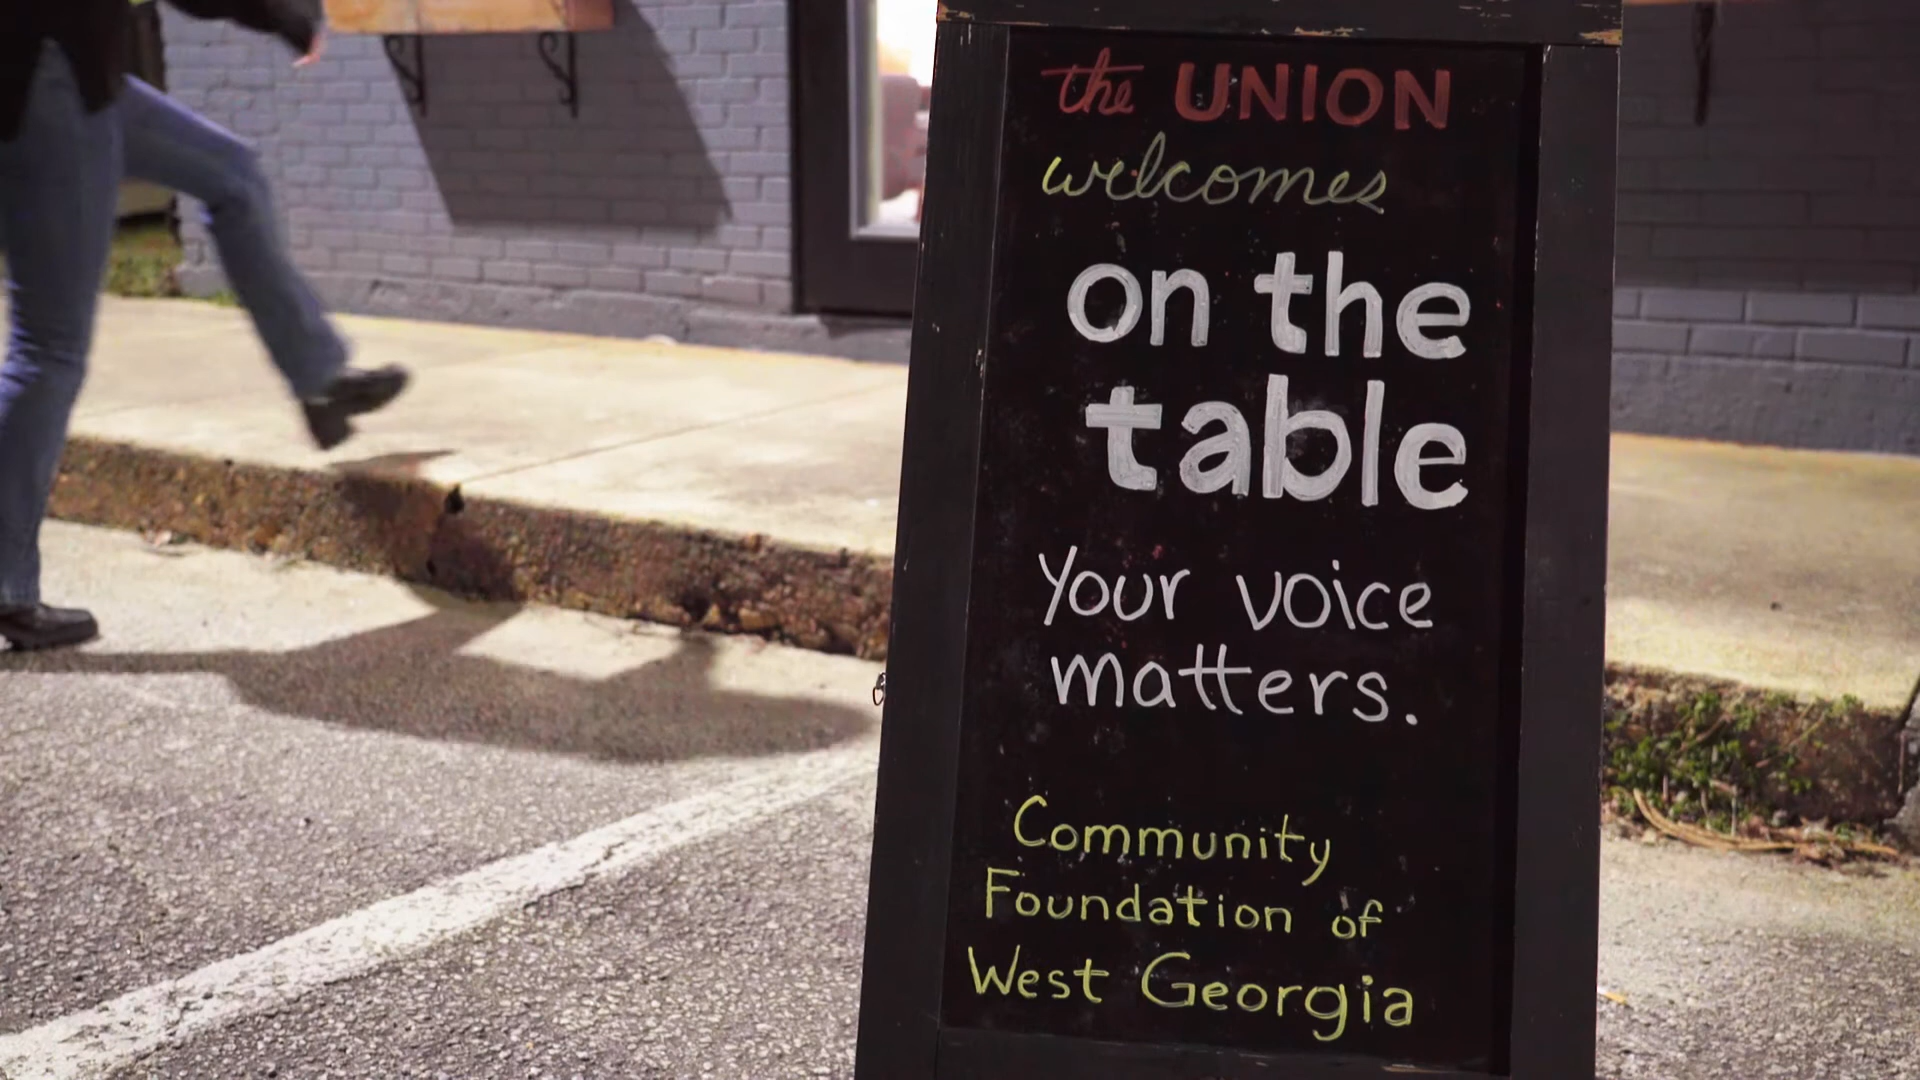 the UNION
welcomes
on the
table
Your voice
matters.
Community
Foundation of
West Georgia